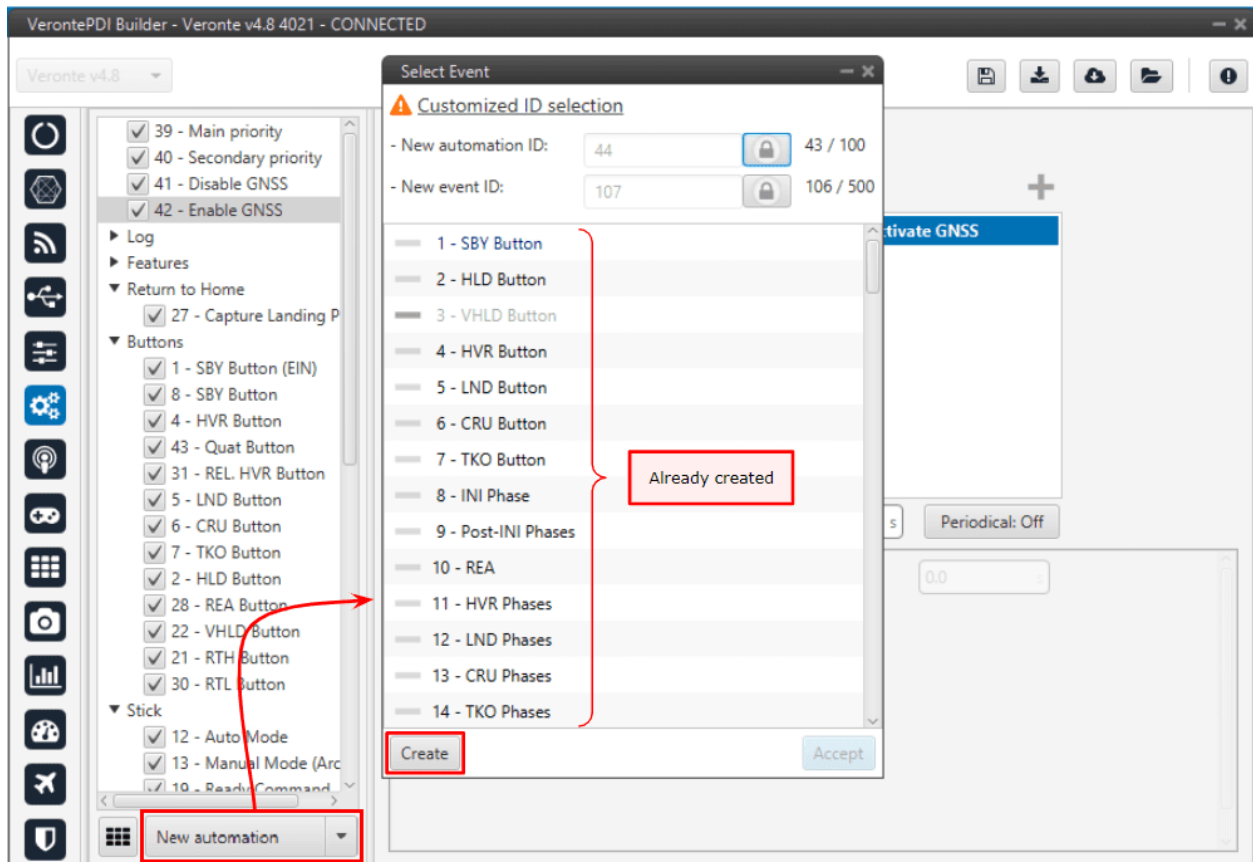 VerontePDI Builder - Veronte v4.8 4021 - CONNECTED
Veronte v4.8
39 - Main priority
40 - Secondary priority
41 - Disable GNSS
42 - Enable GNSS
Log
Features
Return to Home
27 - Capture Landing P
Buttons
1 - SBY Button (EIN)
8 - SBY Button
4 - HVR Button
43 - Quat Button
31 - REL. HVR Button
5 - LND Button
6 - CRU Button
7 - TKO Button
2 - HLD Button
28 - REA Button
22 - VHLD Button
21 - RTH Button
30 - RTL Button
Stick
12 - Auto Mode
13 - Manual Mode (Arc
19 - Ready Command
New automation
Select Event
Customized ID selection
- New automation ID: 44 43 / 100
- New event ID: 107 106 / 500
1 - SBY Button
2 - HLD Button
3 - VHLD Button
4 - HVR Button
5 - LND Button
6 - CRU Button
7 - TKO Button
8 - INI Phase
9 - Post-INI Phases
10 - REA
11 - HVR Phases
12 - LND Phases
13 - CRU Phases
14 - TKO Phases
Already created
Create
Accept
tivate GNSS
s
Periodical: Off
0.0 s